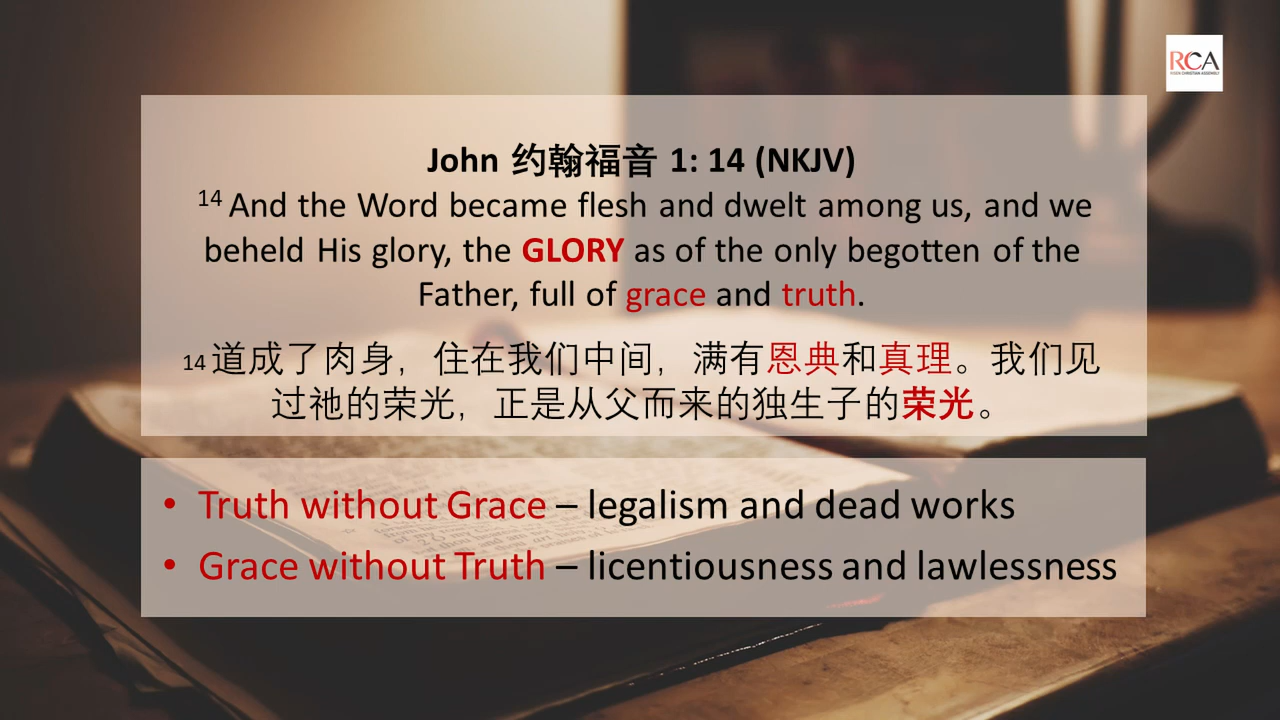 RCA
John 约翰福音 1: 14 (NKJV)
14 And the Word became flesh and dwelt among us, and we
beheld His glory, the GLORY as of the only begotten of the
Father, full of grace and truth.
14 道成了肉身，住在我们中间，满有恩典和真理。我们见
过祂的荣光，正是从父而来的独生子的荣光。
• Truth without Grace – legalism and dead works
• Grace without Truth – licentiousness and lawlessness